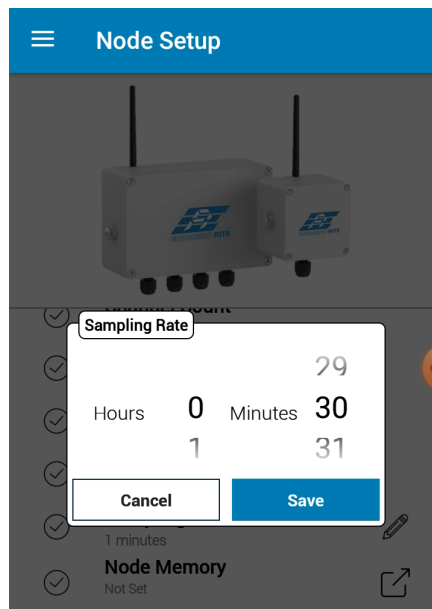 Node Setup
Sampling Rate
29
Hours 0 Minutes 30
1 31
Cancel Save
1 minutes
Node Memory
Not Set